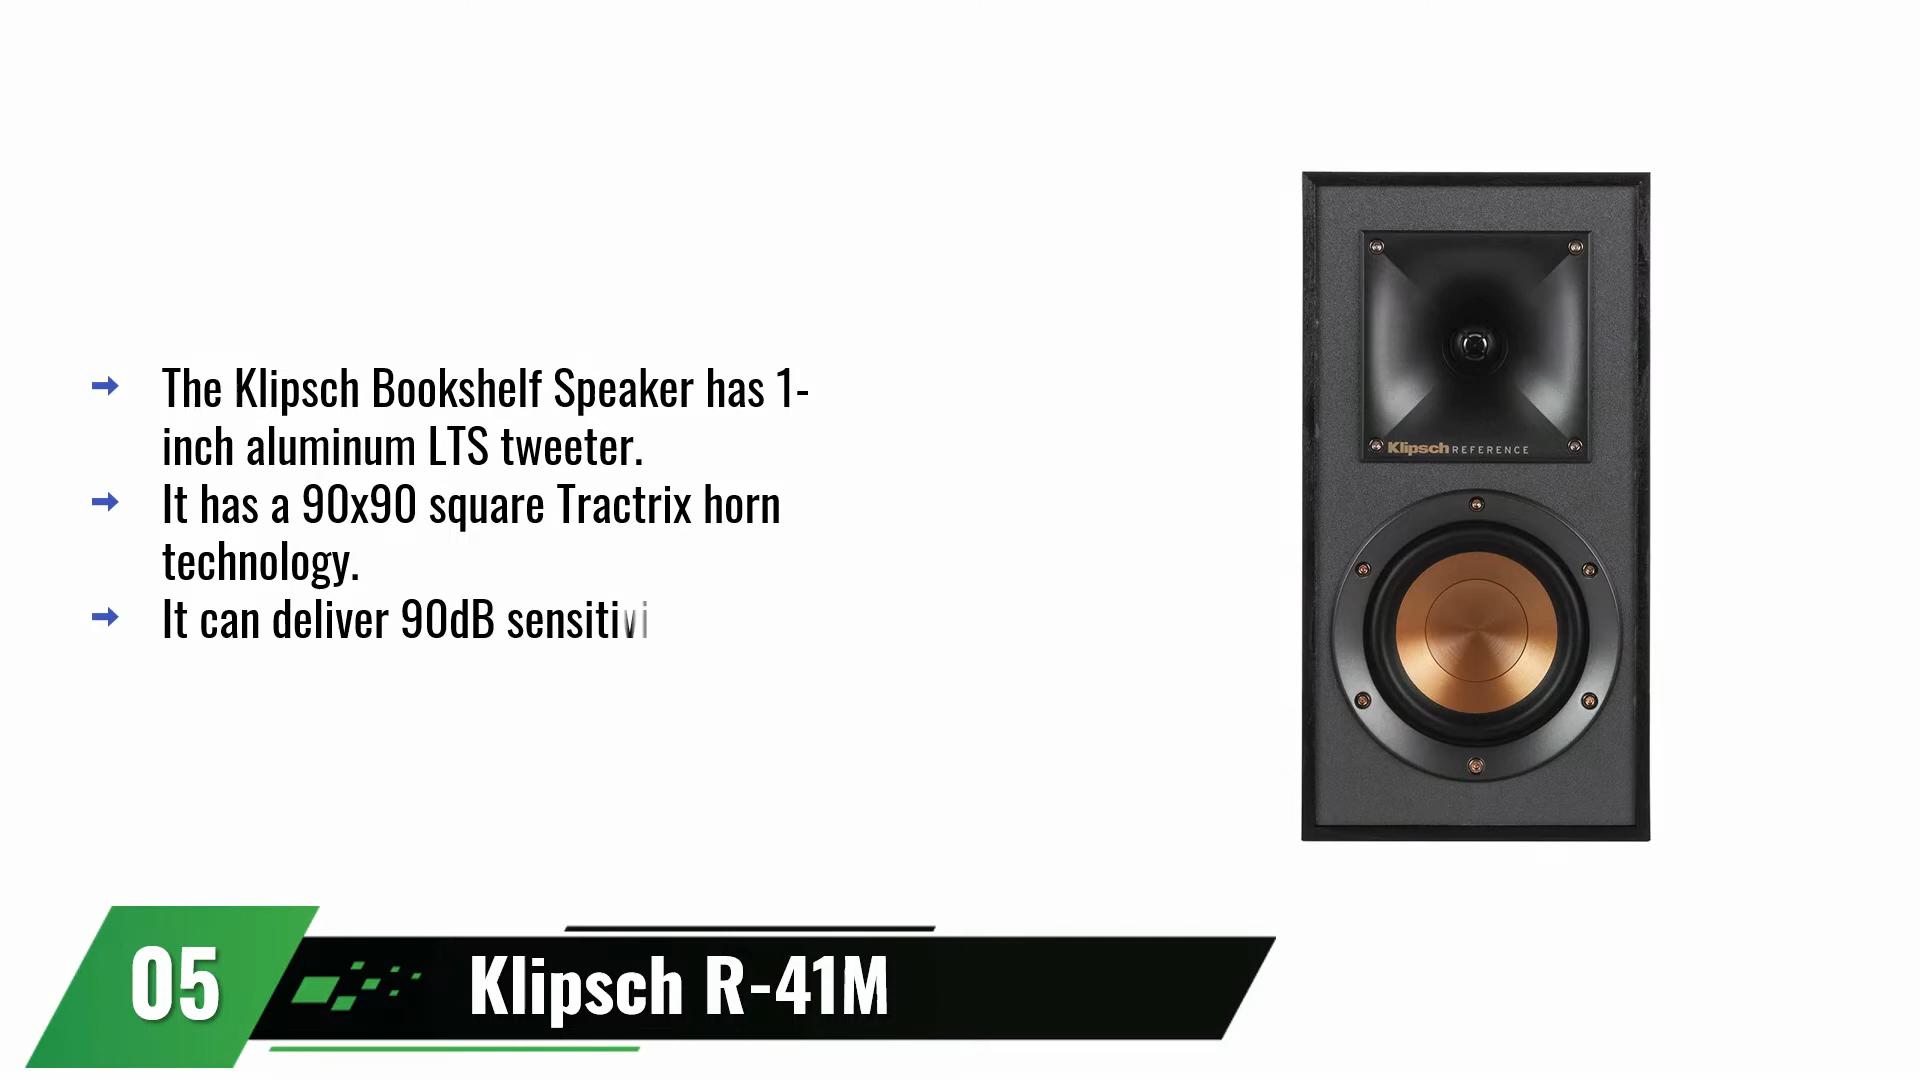 The Klipsch Bookshelf Speaker has 1-
inch aluminum LTS tweeter.
It has a 90x90 square Tractrix horn
technology.
It can deliver 90dB sensitivi
Klipsch REFERENCE
05
Klipsch R-41M